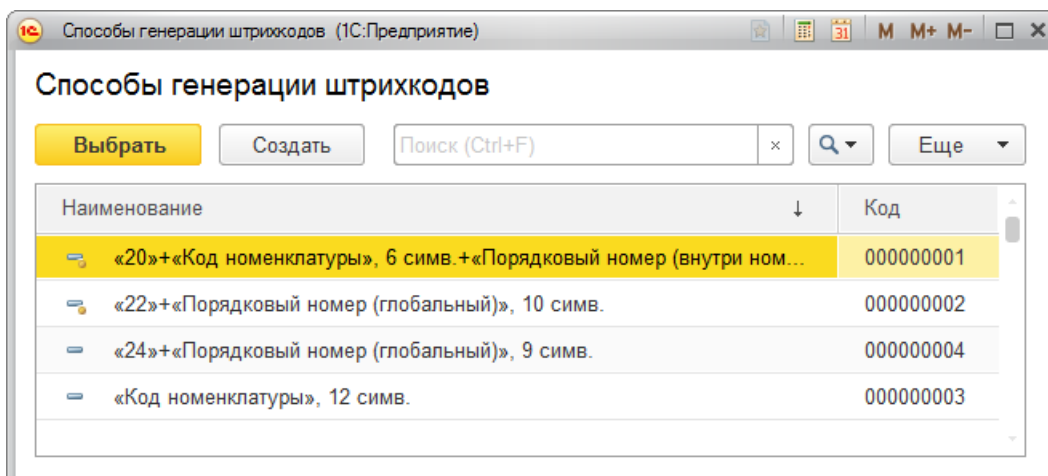 1С Способы генерации штрихкодов (1С:Предприятие) 31 M M+ M-
Способы генерации штрихкодов
Выбрать Создать Поиск (Ctrl+F) Еще
Наименование Код
«20»+«Код номенклатуры», 6 симв.+«Порядковый номер (внутри ном... 000000001
«22»+«Порядковый номер (глобальный)», 10 симв. 000000002
«24»+«Порядковый номер (глобальный)», 9 симв. 000000004
«Код номенклатуры», 12 симв. 000000003